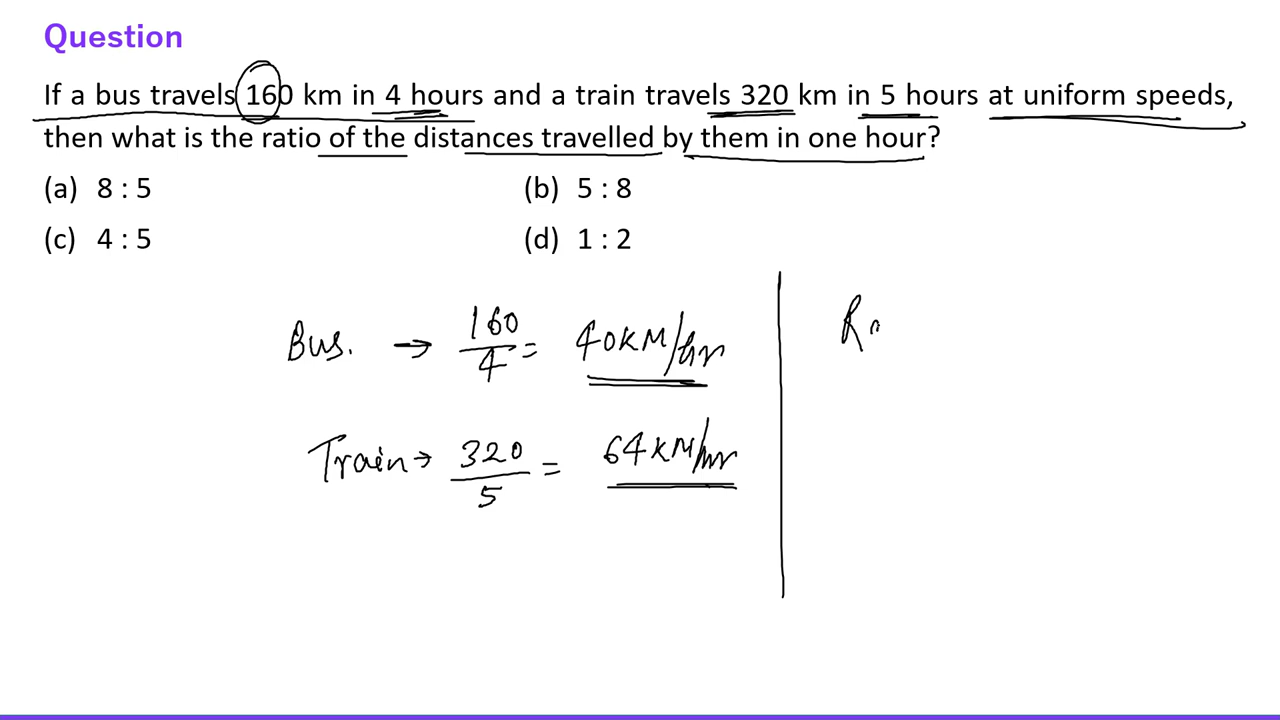 Question
If a bus travels 160 km in 4 hours and a train travels 320 km in 5 hours at uniform speeds,
then what is the ratio of the distances travelled by them in one hour?
(a) 8 : 5 (b) 5 : 8
(c) 4 : 5 (d) 1 : 2
Bus. → 160/4 = 40KM/hr
Train → 320/5 = 64KM/hr
Ra